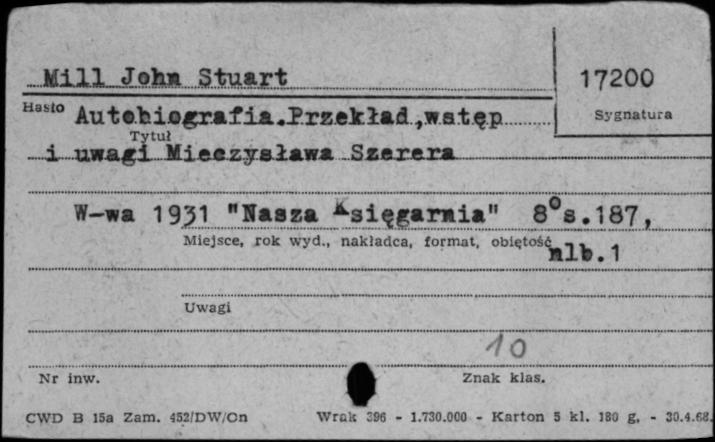 Mill John Stuart
17200
Hasło
Sygnatura
Autobiografia.Przekład,wstęp
Tytuł
i uwagi Mieczysława Szerera
W-wa 1931 "Nasza Księgarnia" 8° s.187,
Miejsce, rok wyd., nakładca, format, obiętość
nlb.1
Uwagi
10
Nr inw.
Znak klas.
CWD B 15a Zam. 452/DW/Cn Wrak 396 - 1.730.000 - Karton 5 kl. 180 g. - 30.4.68.